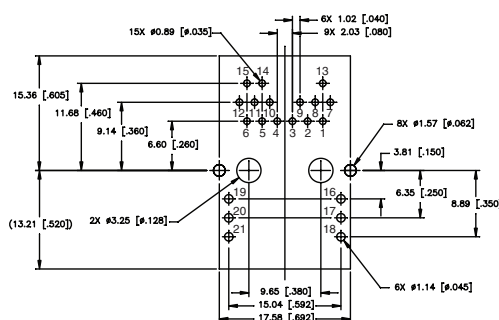 6X 1.02 [.040]
15X ø0.89 [ø.035]
9X 2.03 [.080]
15 14 13
15.36 [.605]
11.68 [.460]
12 11 10 9 8 7
9.14 [.360]
6 5 4 3 2 1
8X ø1.57 [ø.062]
6.60 [.260]
3.81 [.150]
19 16
6.35 [.250]
8.89 [.350
(13.21 [.520])
2X ø3.25 [ø.128]
20 17
21 18
6X ø1.14 [ø.045]
9.65 [.380]
15.04 [.592]
17.58 [.692]